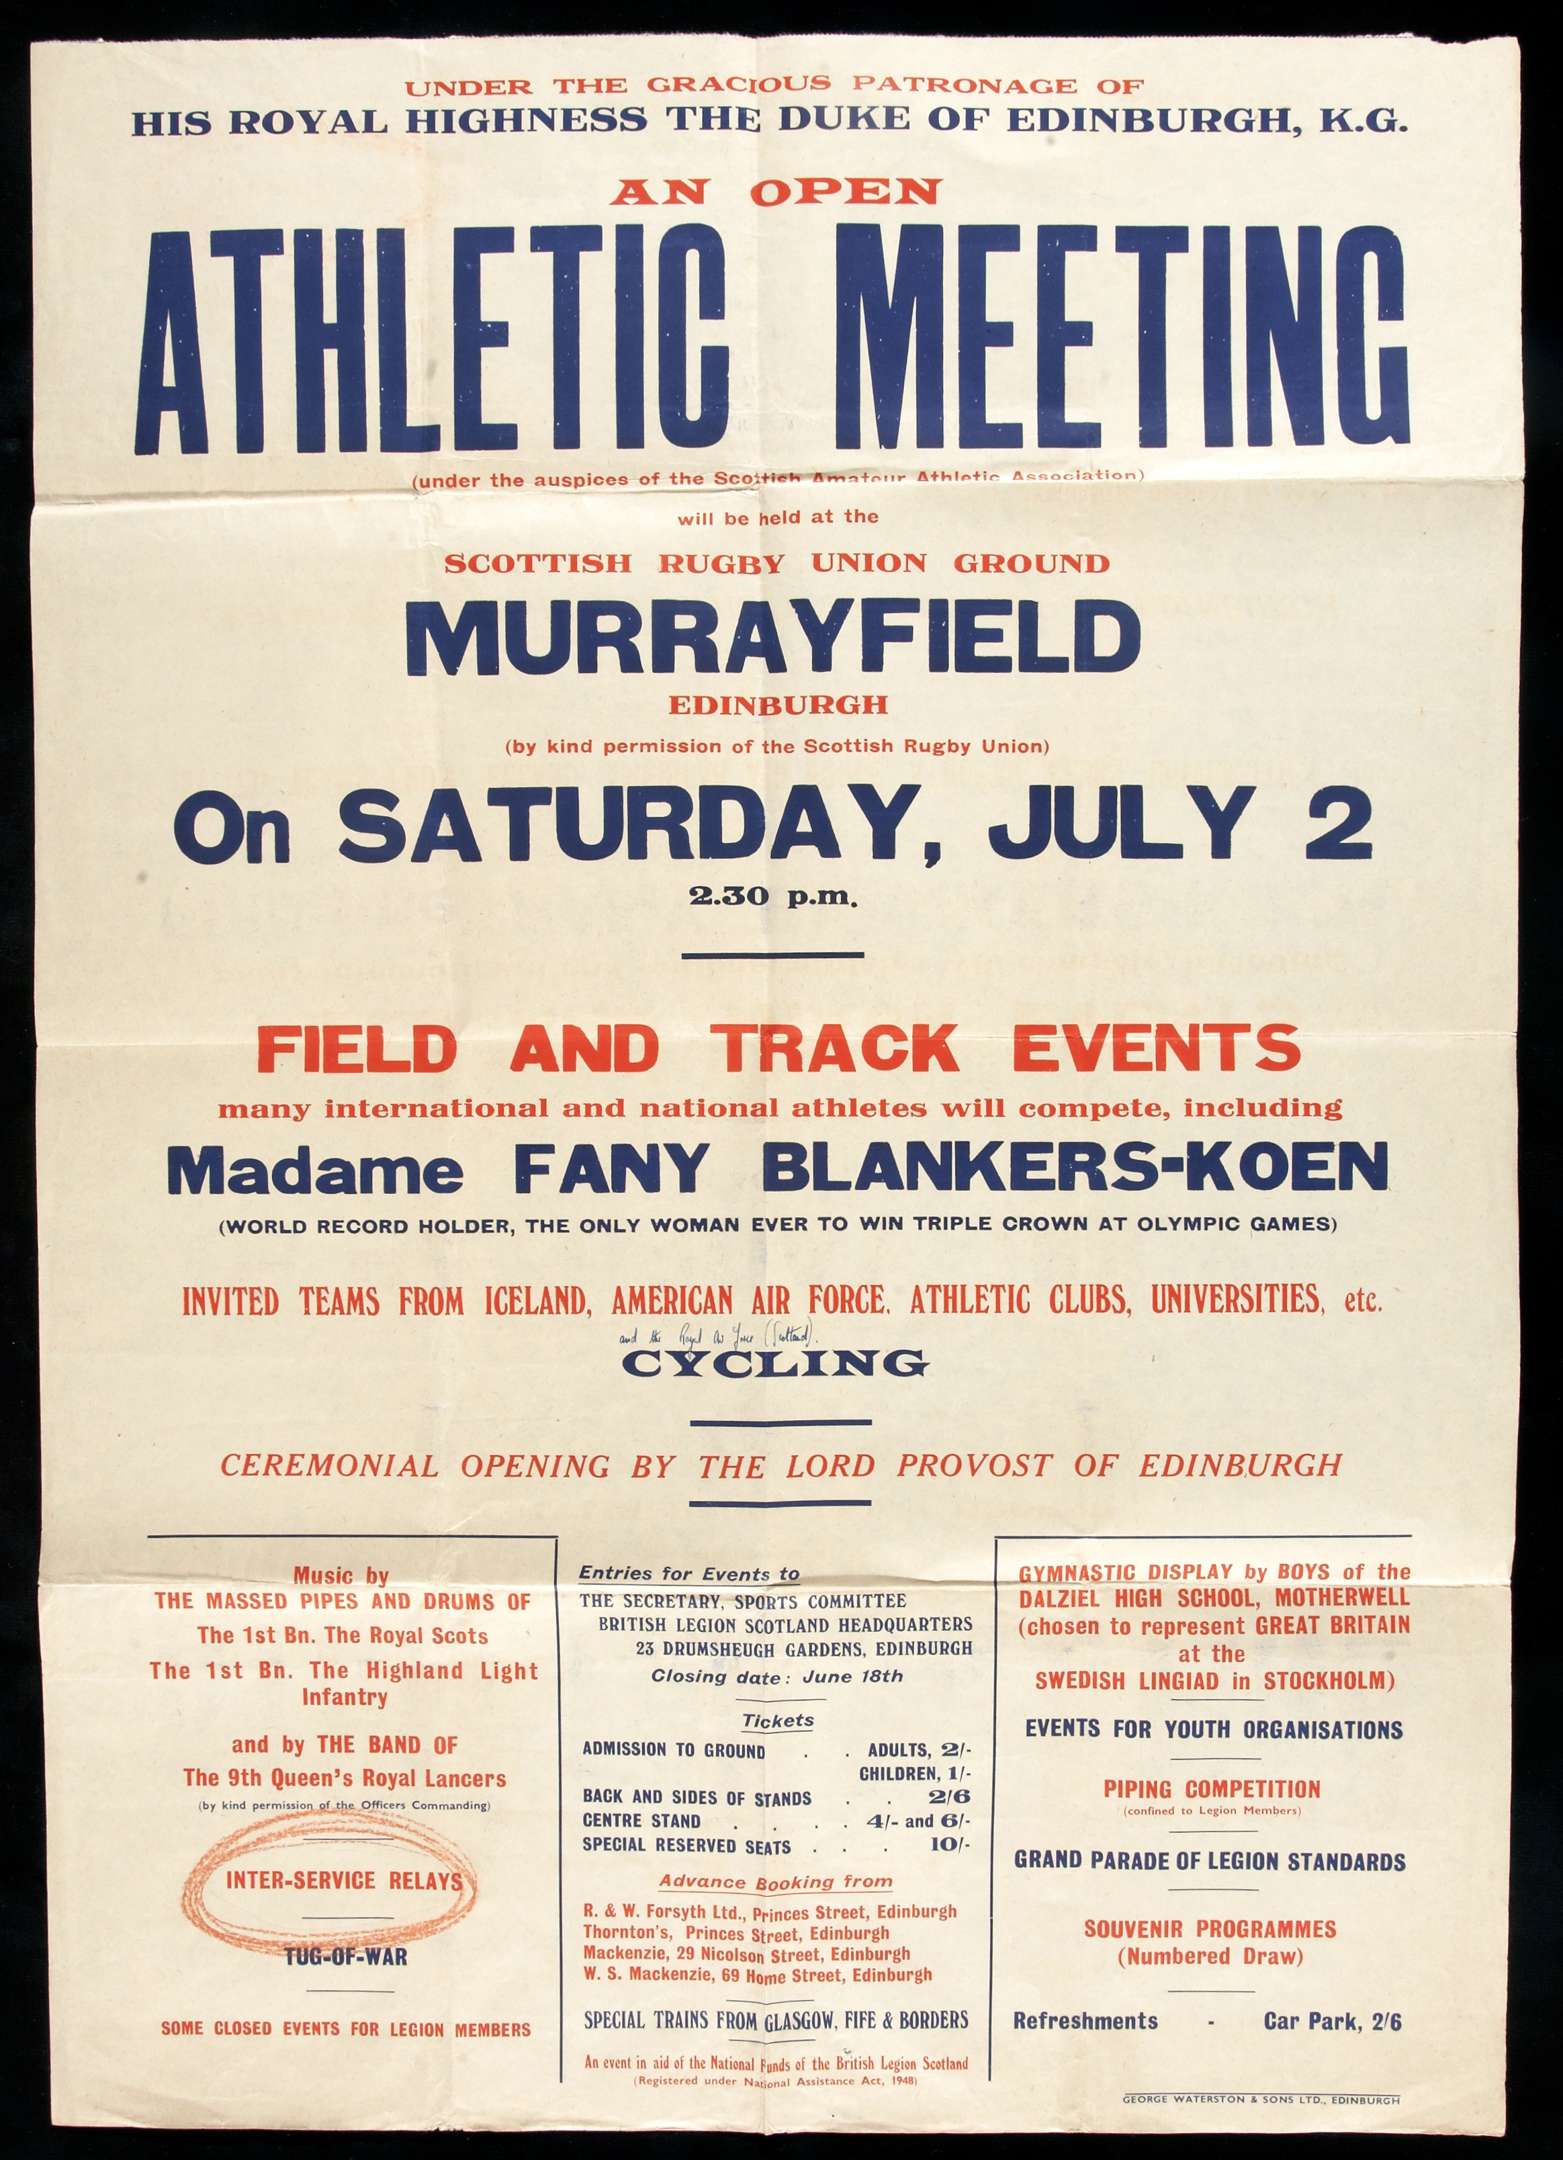 UNDER THE GRACIOUS PATRONAGE OF
HIS ROYAL HIGHNESS THE DUKE OF EDINBURGH, K.G.
AN OPEN
ATHLETIC MEETING
(under the auspices of the Scottish Amateur Athletic Association)
will be held at the
SCOTTISH RUGBY UNION GROUND
MURRAYFIELD
EDINBURGH
(by kind permission of the Scottish Rugby Union)
On SATURDAY, JULY 2
2.30 p.m.
FIELD AND TRACK EVENTS
many international and national athletes will compete, including
Madame FANY BLANKERS-KOEN
(WORLD RECORD HOLDER, THE ONLY WOMAN EVER TO WIN TRIPLE CROWN AT OLYMPIC GAMES)
INVITED TEAMS FROM ICELAND, AMERICAN AIR FORCE, ATHLETIC CLUBS, UNIVERSITIES, etc.
and the Royal Air Force (Scotland).
CYCLING
CEREMONIAL OPENING BY THE LORD PROVOST OF EDINBURGH
Music by
THE MASSED PIPES AND DRUMS OF
The 1st Bn. The Royal Scots
The 1st Bn. The Highland Light
Infantry
and by THE BAND OF
The 9th Queen's Royal Lancers
(by kind permission of the Officers Commanding)
INTER-SERVICE RELAYS
TUG-OF-WAR
SOME CLOSED EVENTS FOR LEGION MEMBERS
Entries for Events to
THE SECRETARY, SPORTS COMMITTEE
BRITISH LEGION SCOTLAND HEADQUARTERS
23 DRUMSHEUGH GARDENS, EDINBURGH
Closing date: June 18th
Tickets
ADMISSION TO GROUND . . ADULTS, 2/-
CHILDREN, 1/-
BACK AND SIDES OF STANDS . . 2/6
CENTRE STAND . . . . 4/- and 6/-
SPECIAL RESERVED SEATS . . . 10/-
Advance Booking from
R. & W. Forsyth Ltd., Princes Street, Edinburgh
Thornton's, Princes Street, Edinburgh
Mackenzie, 29 Nicolson Street, Edinburgh
W. S. Mackenzie, 69 Home Street, Edinburgh
SPECIAL TRAINS FROM GLASGOW, FIFE & BORDERS
An event in aid of the National Funds of the British Legion Scotland
(Registered under National Assistance Act, 1948)
GYMNASTIC DISPLAY by BOYS of the
DALZIEL HIGH SCHOOL, MOTHERWELL
(chosen to represent GREAT BRITAIN
at the
SWEDISH LINGIAD in STOCKHOLM)
EVENTS FOR YOUTH ORGANISATIONS
PIPING COMPETITION
(confined to Legion Members)
GRAND PARADE OF LEGION STANDARDS
SOUVENIR PROGRAMMES
(Numbered Draw)
Refreshments - Car Park, 2/6
GEORGE WATERSTON & SONS LTD., EDINBURGH